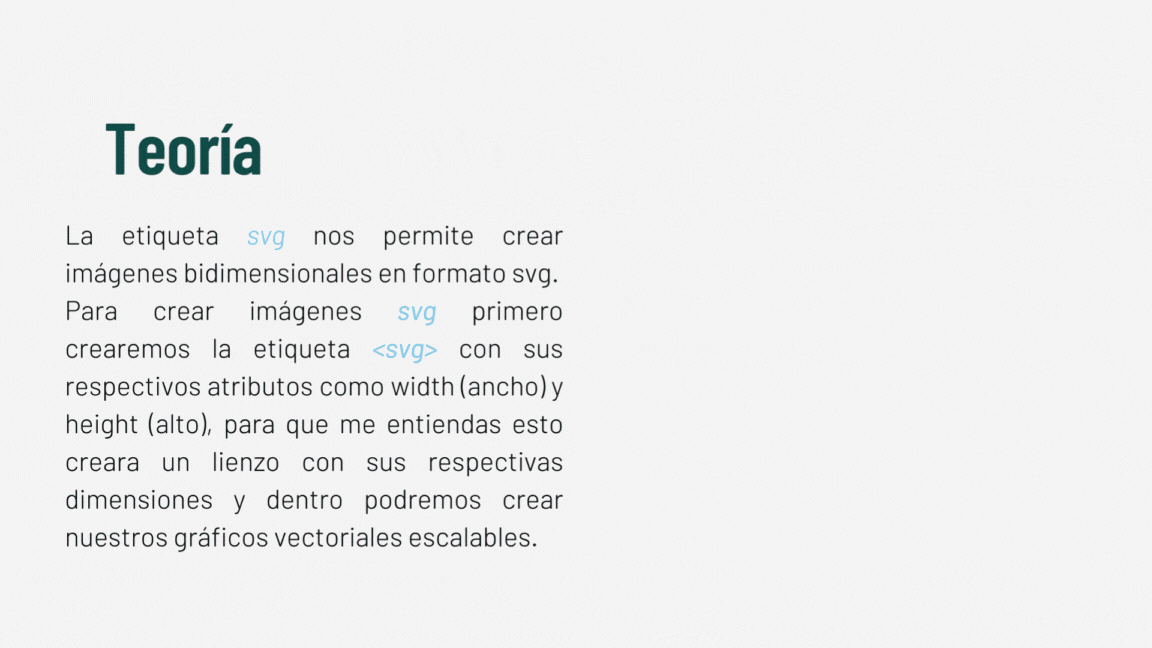 Teoría
La etiqueta svg nos permite crear
imágenes bidimensionales en formato svg.
Para crear imágenes svg primero
crearemos la etiqueta <svg> con sus
respectivos atributos como width (ancho) y
height (alto), para que me entiendas esto
creara un lienzo con sus respectivas
dimensiones y dentro podremos crear
nuestros gráficos vectoriales escalables.